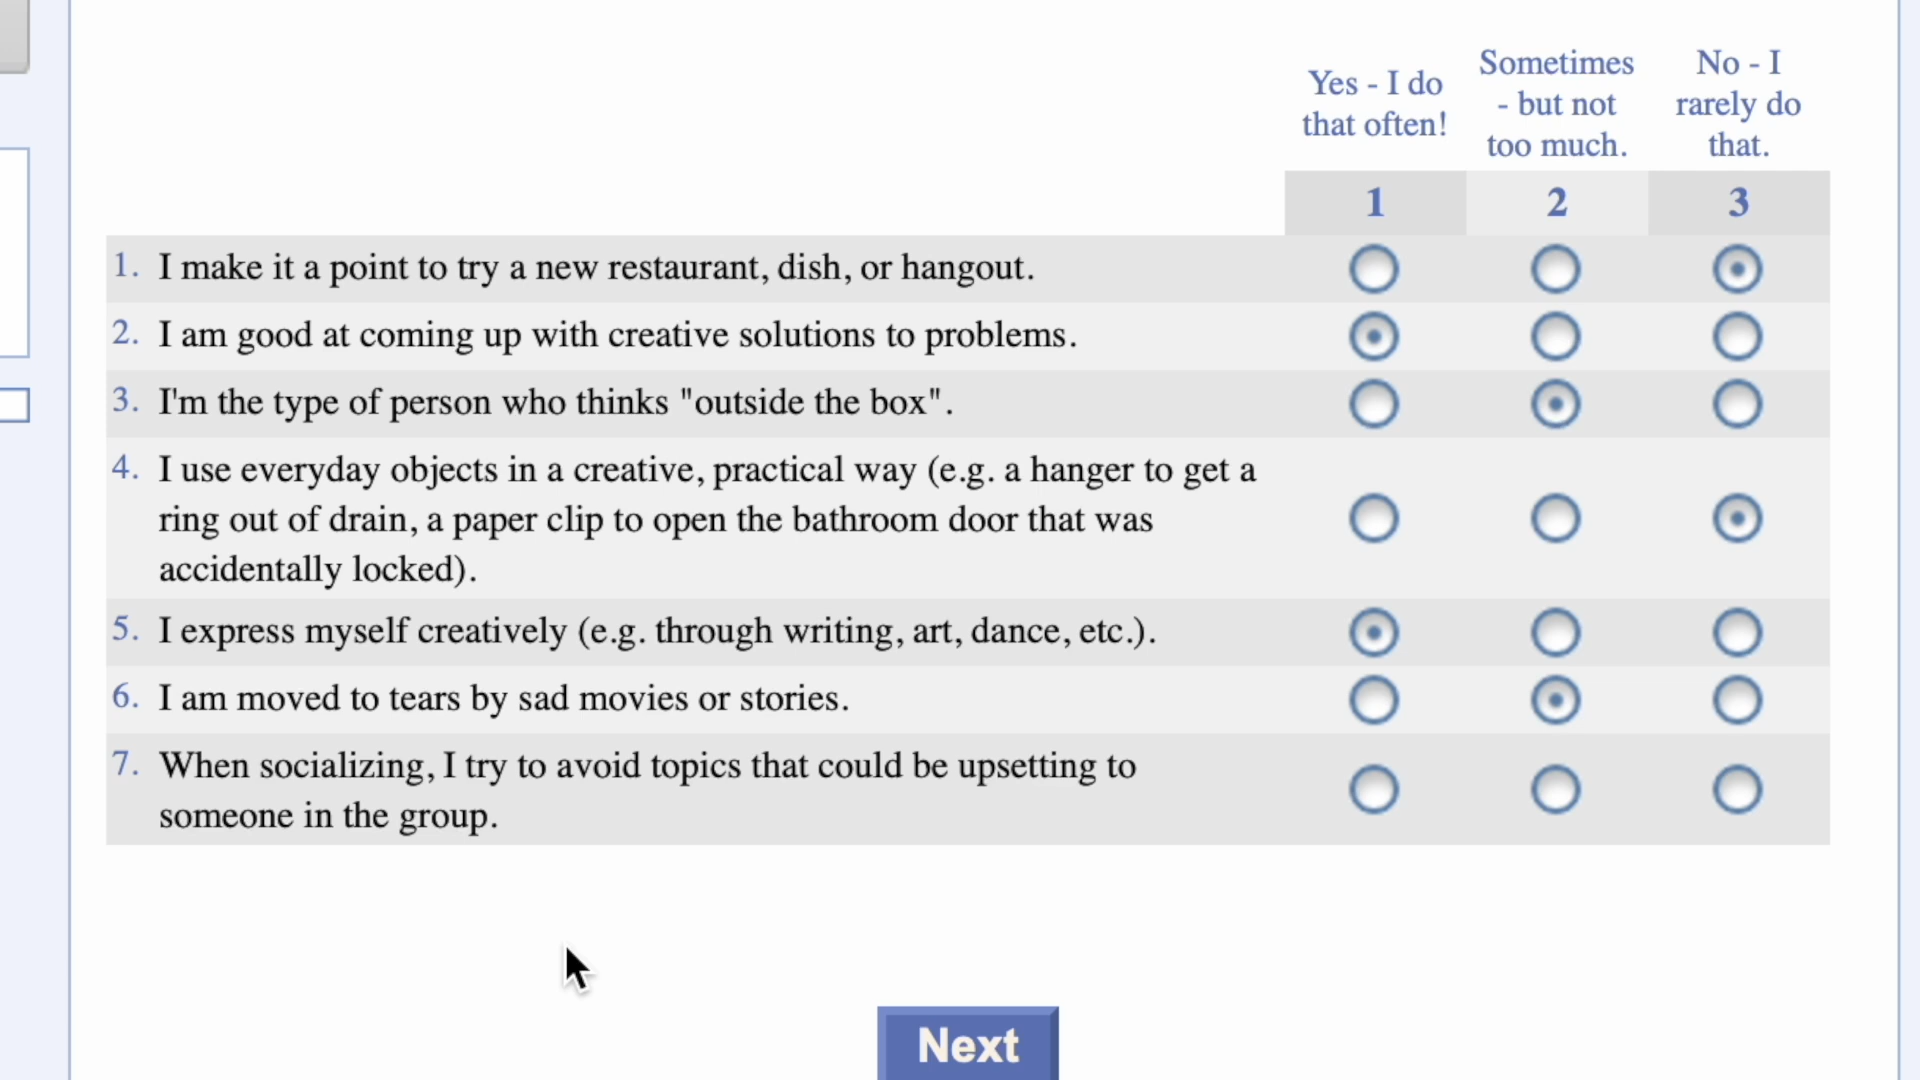 Yes - I do
that often!
Sometimes
- but not
too much.
No - I
rarely do
that.
1 2 3
1. I make it a point to try a new restaurant, dish, or hangout.
2. I am good at coming up with creative solutions to problems.
3. I'm the type of person who thinks "outside the box".
4. I use everyday objects in a creative, practical way (e.g. a hanger to get a
ring out of drain, a paper clip to open the bathroom door that was
accidentally locked).
5. I express myself creatively (e.g. through writing, art, dance, etc.).
6. I am moved to tears by sad movies or stories.
7. When socializing, I try to avoid topics that could be upsetting to
someone in the group.
Next